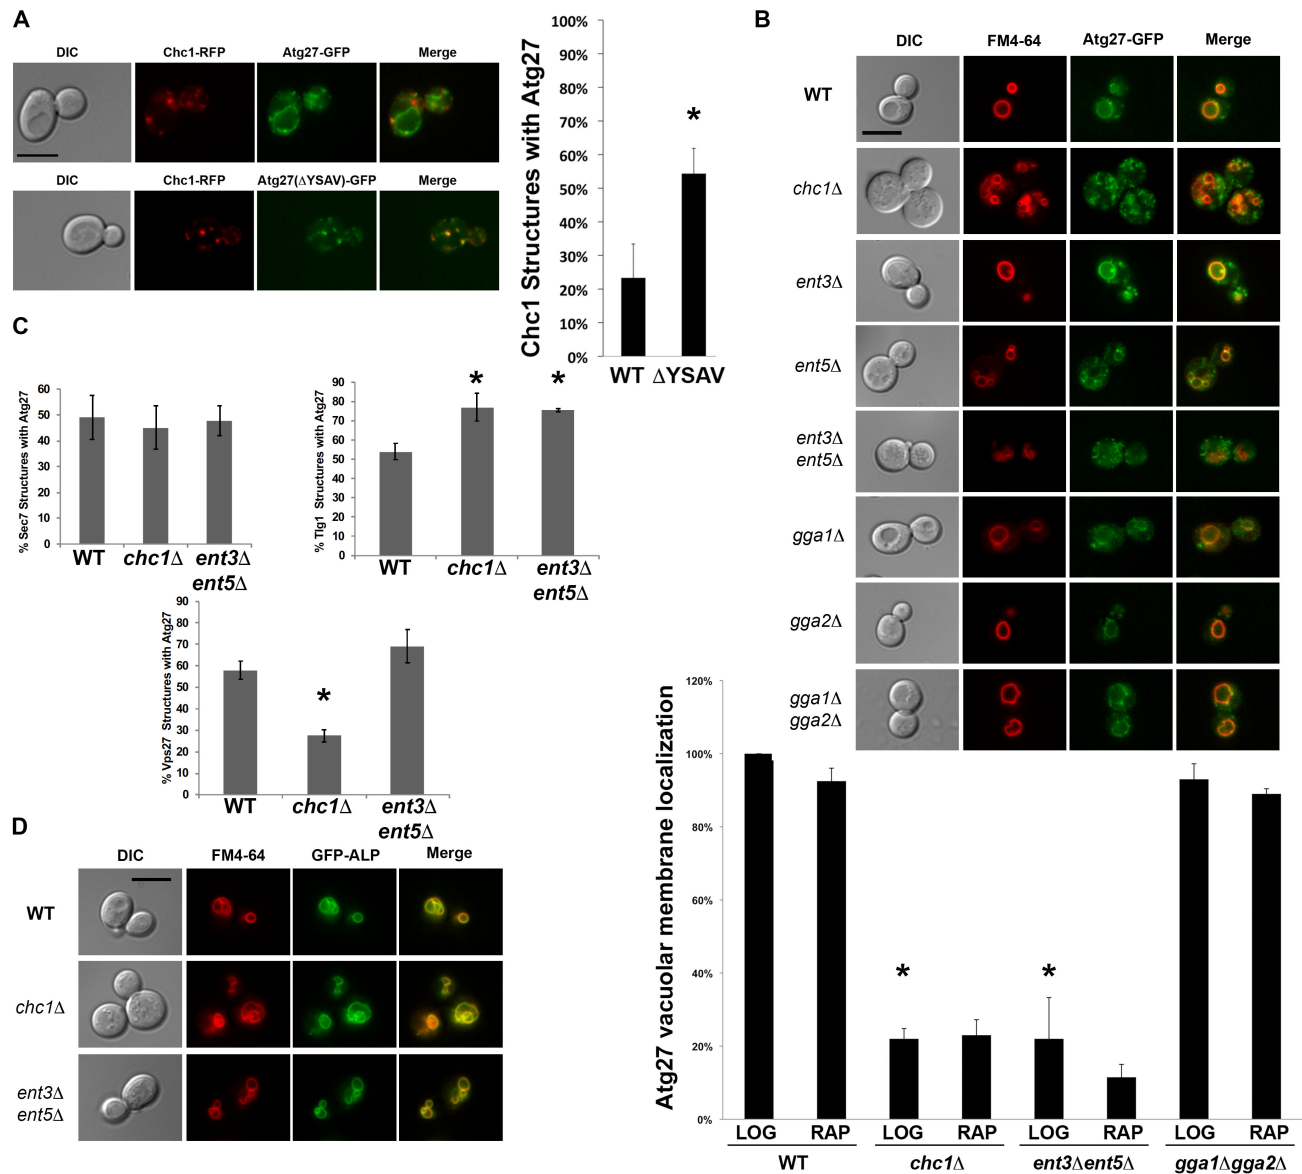 A
DIC Chc1-RFP Atg27-GFP Merge
DIC Chc1-RFP Atg27(ΔYSAV)-GFP Merge
Chc1 Structures with Atg27
100%
90%
80%
70%
60%
50%
40%
30%
20%
10%
0%
*
WT ΔYSAV
B
DIC FM4-64 Atg27-GFP Merge
WT
chc1Δ
ent3Δ
ent5Δ
ent3Δ
ent5Δ
gga1Δ
gga2Δ
gga1Δ
gga2Δ
Atg27 vacuolar membrane localization
120%
100%
80%
60%
40%
20%
0%
* *
LOG RAP LOG RAP LOG RAP LOG RAP
WT chc1Δ ent3Δent5Δ gga1Δgga2Δ
C
% Sec7 Structures with Atg27
60
50
40
30
20
10
0
WT chc1Δ ent3Δ
ent5Δ
% Tlg1 Structures with Atg27
90
80
70
60
50
40
30
20
10
0
* *
WT chc1Δ ent3Δ
ent5Δ
% Vps27 Structures with Atg27
90
80
70
60
50
40
30
20
10
0
*
WT chc1Δ ent3Δ
ent5Δ
D
DIC FM4-64 GFP-ALP Merge
WT
chc1Δ
ent3Δ
ent5Δ